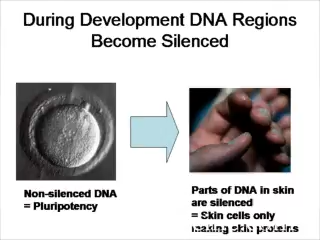 During Development DNA Regions
Become Silenced
Non-silenced DNA
= Pluripotency
Parts of DNA in skin
are silenced
= Skin cells only
making skin proteins